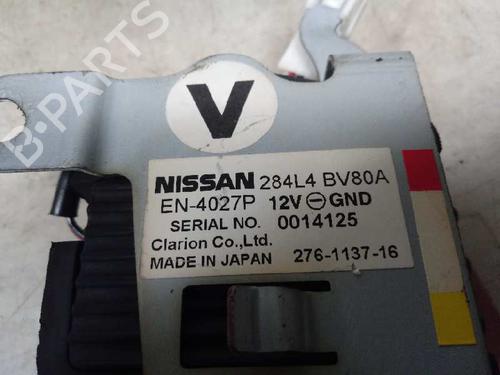 B-PARTS
V
NISSAN 284L4 BV80A
EN-4027P 12V ⊖ GND
SERIAL NO. 0014125
Clarion Co.,Ltd.
MADE IN JAPAN 276-1137-16